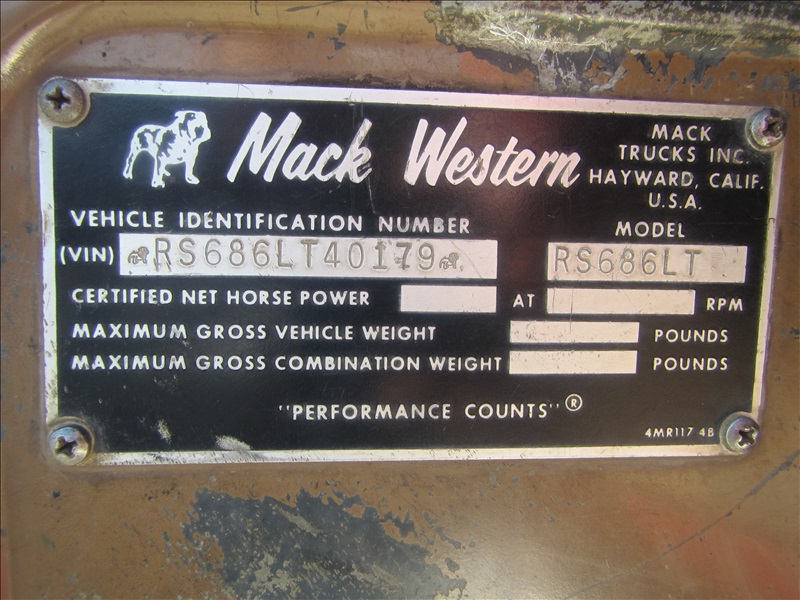 Mack Western
MACK
TRUCKS INC.
HAYWARD, CALIF.
U.S.A.
VEHICLE IDENTIFICATION NUMBER
(VIN) RS686LT40179
MODEL
RS686LT
CERTIFIED NET HORSE POWER AT RPM
MAXIMUM GROSS VEHICLE WEIGHT POUNDS
MAXIMUM GROSS COMBINATION WEIGHT POUNDS
"PERFORMANCE COUNTS"®
4MR117 4B